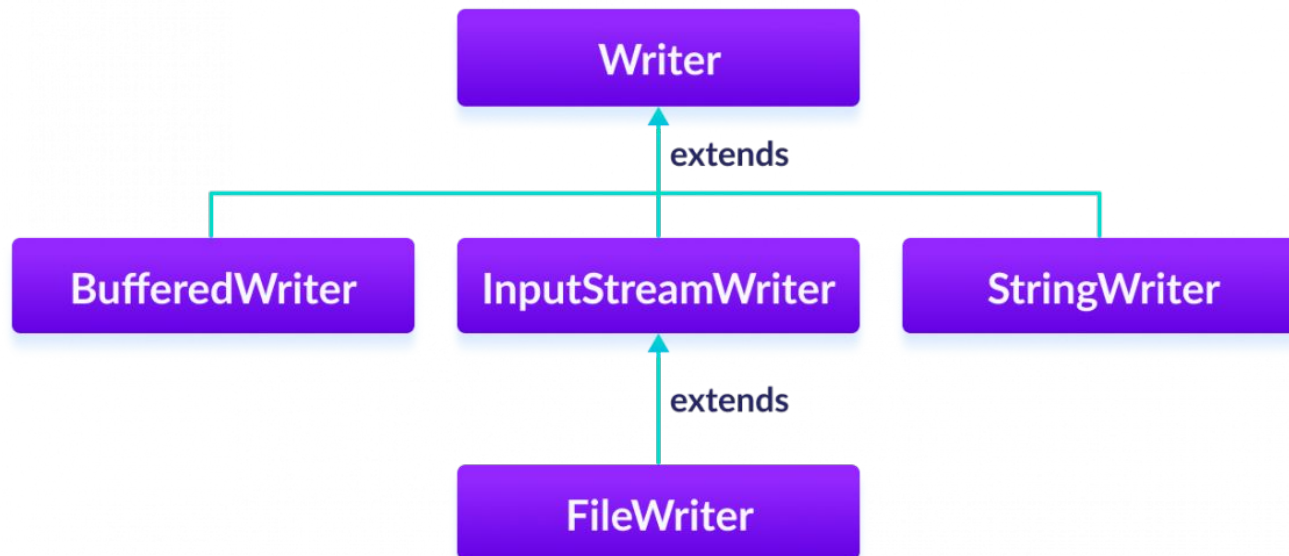 Writer
extends
BufferedWriter
InputStreamWriter
StringWriter
extends
FileWriter